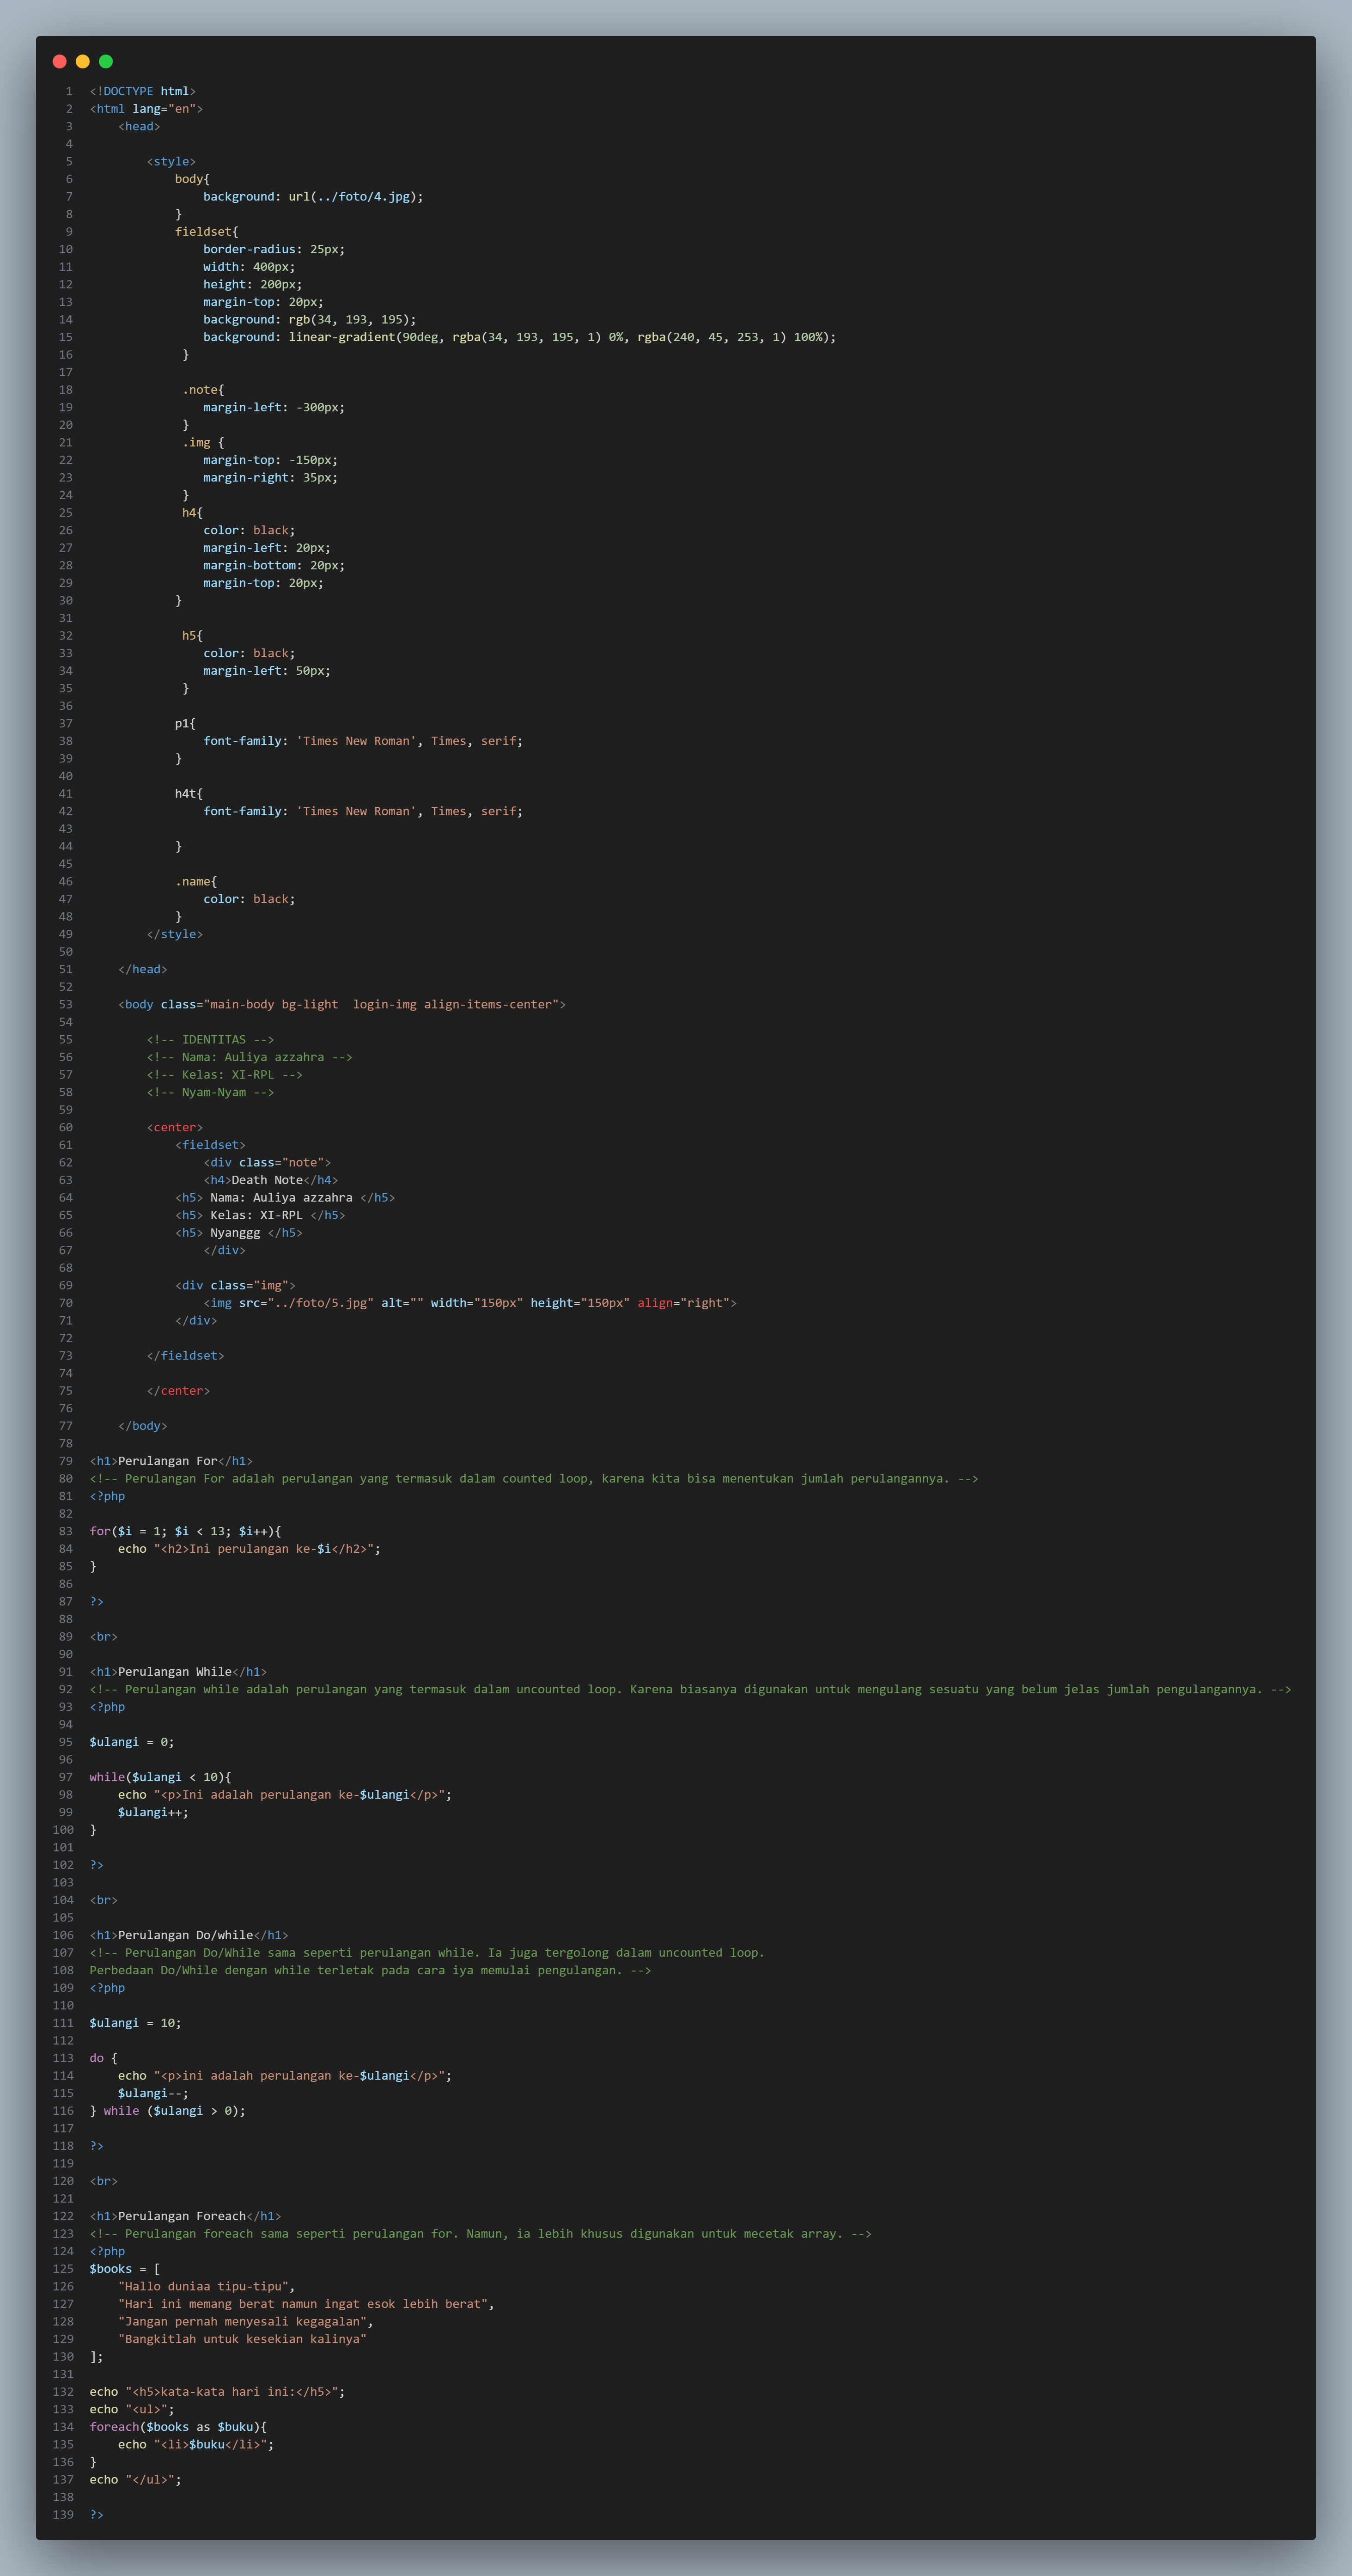 1 <!DOCTYPE html>
2 <html lang="en">
3     <head>
4
5         <style>
6             body{
7                 background: url(../foto/4.jpg);
8             }
9             fieldset{
10                 border-radius: 25px;
11                 width: 400px;
12                 height: 200px;
13                 margin-top: 20px;
14                 background: rgb(34, 193, 195);
15                 background: linear-gradient(90deg, rgba(34, 193, 195, 1) 0%, rgba(240, 45, 253, 1) 100%);
16              }
17
18              .note{
19                 margin-left: -300px;
20              }
21              .img {
22                 margin-top: -150px;
23                 margin-right: 35px;
24              }
25              h4{
26                 color: black;
27                 margin-left: 20px;
28                 margin-bottom: 20px;
29                 margin-top: 20px;
30             }
31
32              h5{
33                 color: black;
34                 margin-left: 50px;
35              }
36
37             p1{
38                 font-family: 'Times New Roman', Times, serif;
39             }
40
41             h4t{
42                 font-family: 'Times New Roman', Times, serif;
43
44             }
45
46             .name{
47                 color: black;
48             }
49         </style>
50
51     </head>
52
53     <body class="main-body bg-light  login-img align-items-center">
54
55         <!-- IDENTITAS -->
56         <!-- Nama: Auliya azzahra -->
57         <!-- Kelas: XI-RPL -->
58         <!-- Nyam-Nyam -->
59
60         <center>
61             <fieldset>
62                 <div class="note">
63                 <h4>Death Note</h4>
64             <h5> Nama: Auliya azzahra </h5>
65             <h5> Kelas: XI-RPL </h5>
66             <h5> Nyanggg </h5>
67                 </div>
68
69             <div class="img">
70                 <img src="../foto/5.jpg" alt="" width="150px" height="150px" align="right">
71             </div>
72
73         </fieldset>
74
75         </center>
76
77     </body>
78
79 <h1>Perulangan For</h1>
80 <!-- Perulangan For adalah perulangan yang termasuk dalam counted loop, karena kita bisa menentukan jumlah perulangannya. -->
81 <?php
82
83 for($i = 1; $i < 13; $i++){
84     echo "<h2>Ini perulangan ke-$i</h2>";
85 }
86
87 ?>
88
89 <br>
90
91 <h1>Perulangan While</h1>
92 <!-- Perulangan while adalah perulangan yang termasuk dalam uncounted loop. Karena biasanya digunakan untuk mengulang sesuatu yang belum jelas jumlah pengulangannya. -->
93 <?php
94
95 $ulangi = 0;
96
97 while($ulangi < 10){
98     echo "<p>Ini adalah perulangan ke-$ulangi</p>";
99     $ulangi++;
100 }
101
102 ?>
103
104 <br>
105
106 <h1>Perulangan Do/while</h1>
107 <!-- Perulangan Do/While sama seperti perulangan while. Ia juga tergolong dalam uncounted loop.
108 Perbedaan Do/While dengan while terletak pada cara iya memulai pengulangan. -->
109 <?php
110
111 $ulangi = 10;
112
113 do {
114     echo "<p>ini adalah perulangan ke-$ulangi</p>";
115     $ulangi--;
116 } while ($ulangi > 0);
117
118 ?>
119
120 <br>
121
122 <h1>Perulangan Foreach</h1>
123 <!-- Perulangan foreach sama seperti perulangan for. Namun, ia lebih khusus digunakan untuk mecetak array. -->
124 <?php
125 $books = [
126     "Hallo duniaa tipu-tipu",
127     "Hari ini memang berat namun ingat esok lebih berat",
128     "Jangan pernah menyesali kegagalan",
129     "Bangkitlah untuk kesekian kalinya"
130 ];
131
132 echo "<h5>kata-kata hari ini:</h5>";
133 echo "<ul>";
134 foreach($books as $buku){
135     echo "<li>$buku</li>";
136 }
137 echo "</ul>";
138
139 ?>